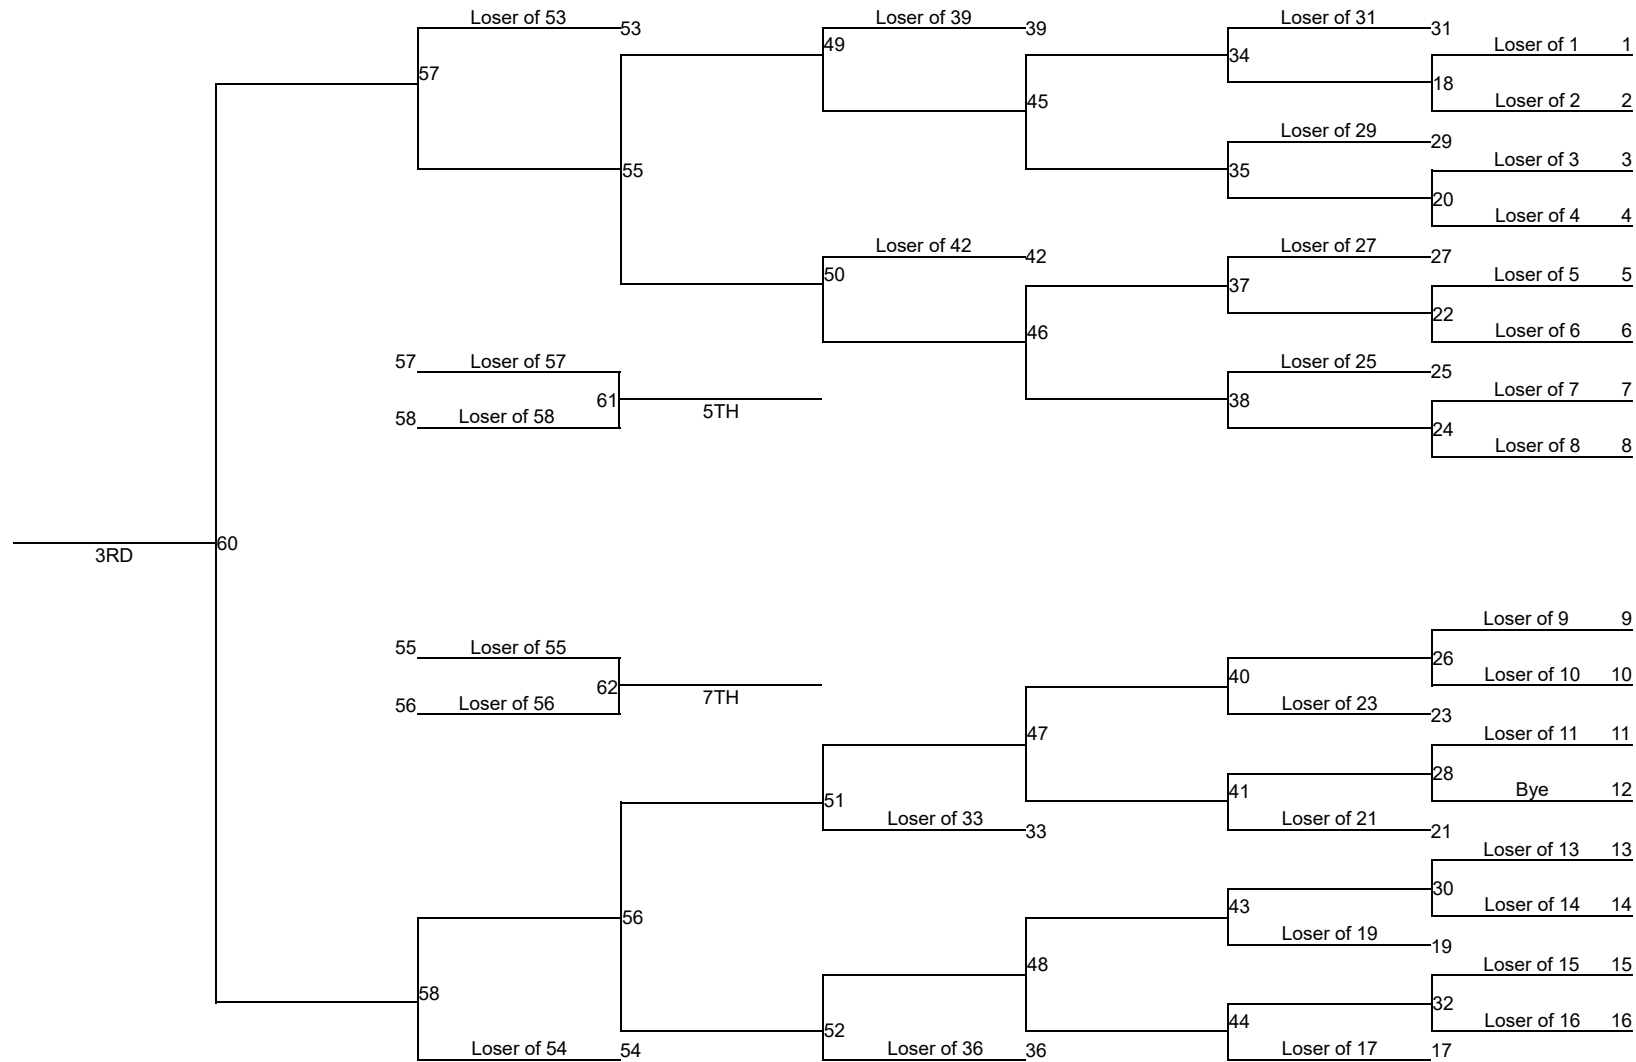 Loser of 53 53 Loser of 39 39 Loser of 31 31
49 Loser of 1 1
34
57 18
45 Loser of 2 2
Loser of 29 29
Loser of 3 3
55 35
20
Loser of 4 4
Loser of 42 42 Loser of 27 27
50 37 Loser of 5 5
22
46 Loser of 6 6
57 Loser of 57 Loser of 25 25
61 5TH 38 Loser of 7 7
58 Loser of 58
24
Loser of 8 8
60
3RD
Loser of 9 9
55 Loser of 55 26
62 7TH 40 Loser of 10 10
56 Loser of 56 Loser of 23 23
47 Loser of 11 11
28
51 41 Bye 12
Loser of 33 33 Loser of 21 21
Loser of 13 13
30
56 43 Loser of 14 14
Loser of 19 19
48 Loser of 15 15
58 32
52 44 Loser of 16 16
Loser of 54 54 Loser of 36 36 Loser of 17 17